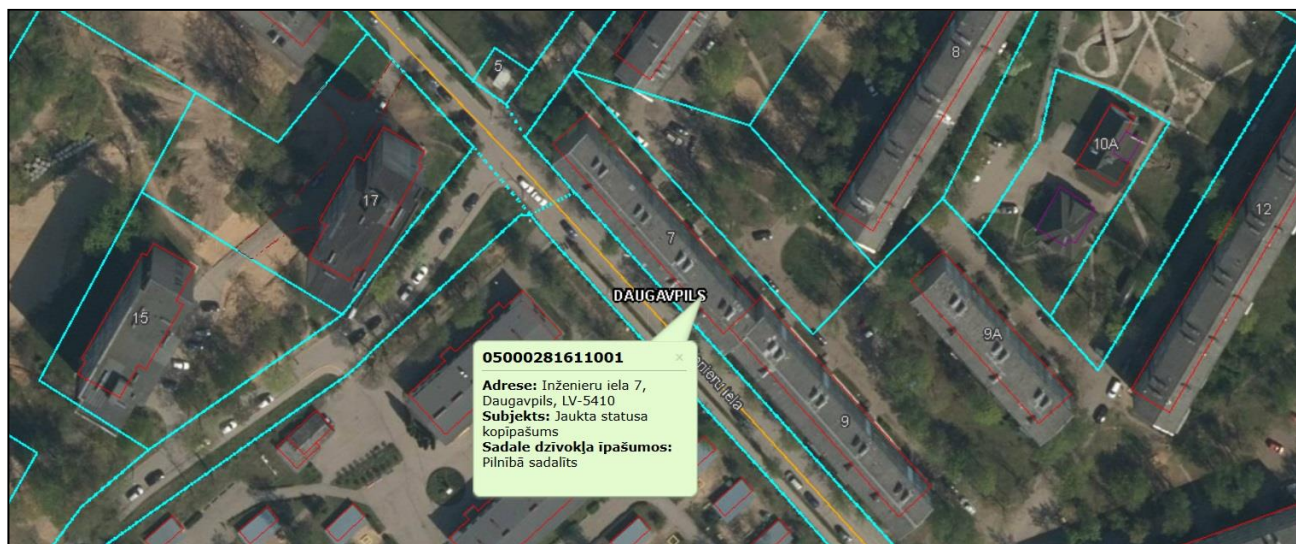 5
8
10A
17
7
12
DAUGAVPILS
15
9A
9
05000281611001 ×
Adrese: Inženieru iela 7,
Daugavpils, LV-5410
Subjekts: Jaukta statusa
kopīpašums
Sadale dzīvokļa īpašumos:
Pilnībā sadalīts